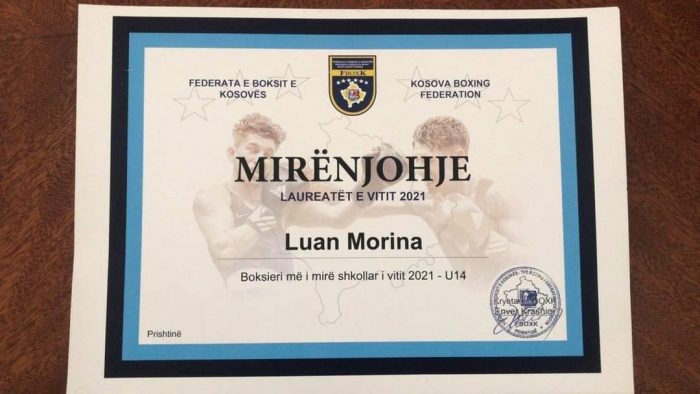 FEDERATA E BOKSIT E
KOSOVËS
FBOXK
KOSOVA BOXING
FEDERATION
MIRËNJOHJE
LAUREATËT E VITIT 2021
Luan Morina
Boksieri më i mirë shkollar i vitit 2021 - U14
Prishtinë